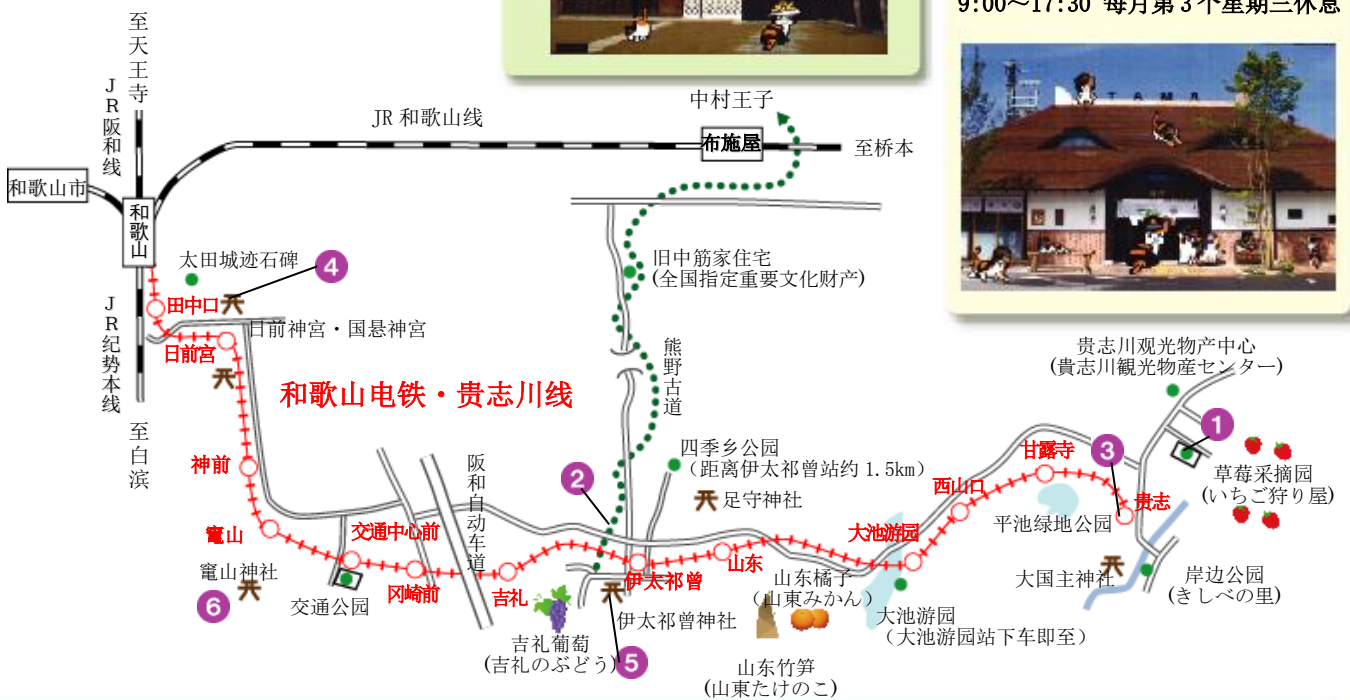 9:00～17:30 每月第3个星期三休息
TAMA
至天王寺
JR阪和线
JR 和歌山线
中村王子
布施屋
至桥本
和歌山市
和歌山
太田城迹石碑
4
旧中筋家住宅
(全国指定重要文化财产)
田中口
日前神宮・国悬神宮
日前宮
JR纪势本线
至白滨
熊野古道
和歌山电铁・贵志川线
贵志川观光物产中心
(貴志川観光物産センター)
1
草莓采摘园
(いちご狩り屋)
神前
2
四季乡公园
（距离伊太祁曾站约 1.5km）
足守神社
3
甘露寺
贵志
西山口
平池绿地公园
竃山
交通中心前
阪和自动车道
大池游园
竃山神社
6
交通公园
冈崎前
吉礼
伊太祁曾
山东
山东橘子
（山東みかん）
大国主神社
岸边公园
(きしべの里)
吉礼葡萄
(吉礼のぶどう)
5
伊太祁曾神社
大池游园
（大池游园站下车即至）
山东竹笋
(山東たけのこ)